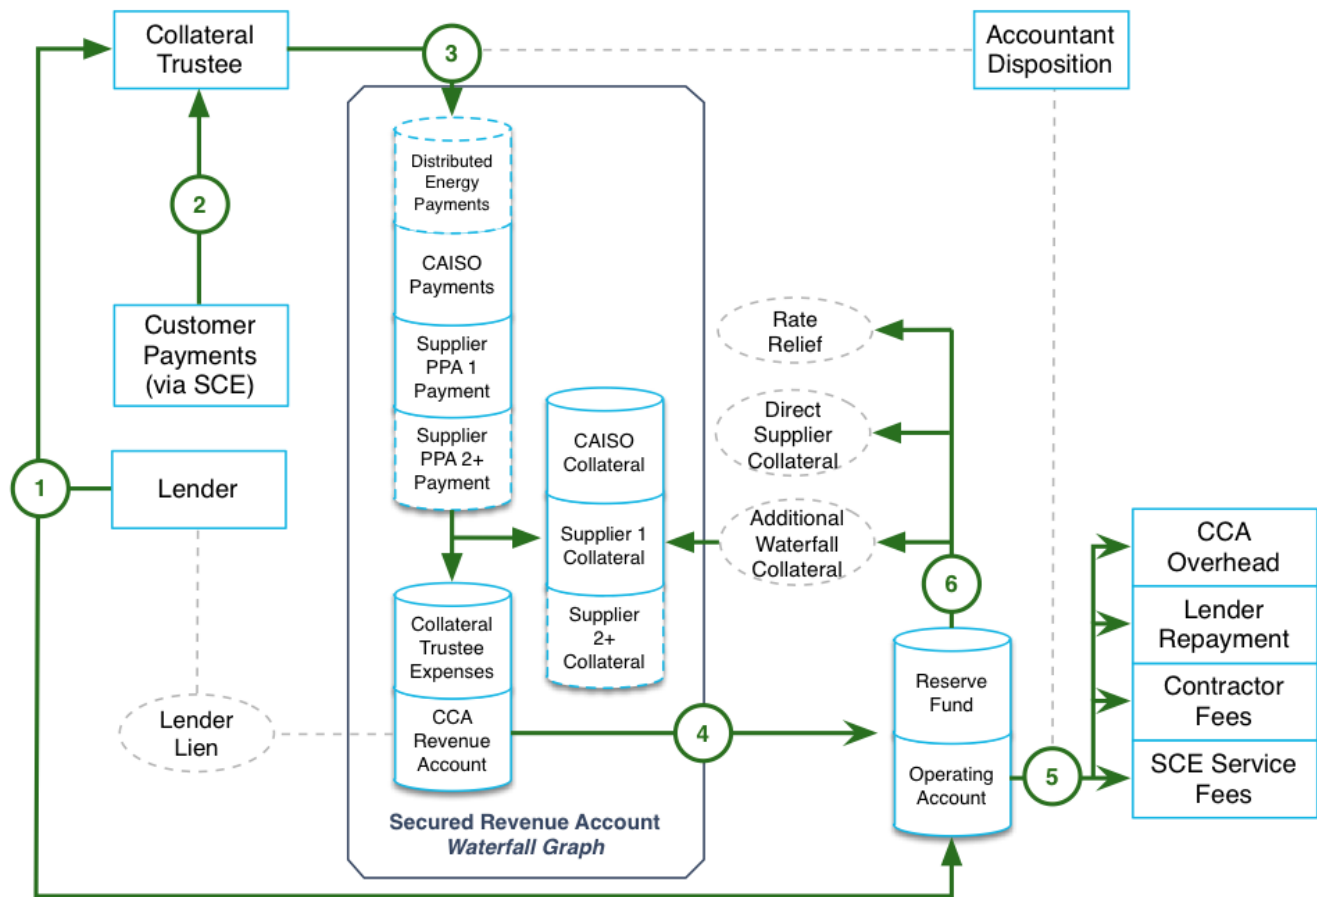 Collateral
Trustee
3
Accountant
Disposition
Distributed
Energy
Payments
2
CAISO
Payments
Customer
Payments
(via SCE)
Supplier
PPA 1
Payment
Rate
Relief
Supplier
PPA 2+
Payment
CAISO
Collateral
Direct
Supplier
Collateral
1
Lender
Supplier 1
Collateral
Additional
Waterfall
Collateral
6
CCA
Overhead
Collateral
Trustee
Expenses
Supplier
2+
Collateral
Lender
Repayment
Reserve
Fund
Contractor
Fees
Lender
Lien
CCA
Revenue
Account
4
Operating
Account
5
SCE Service
Fees
Secured Revenue Account
Waterfall Graph